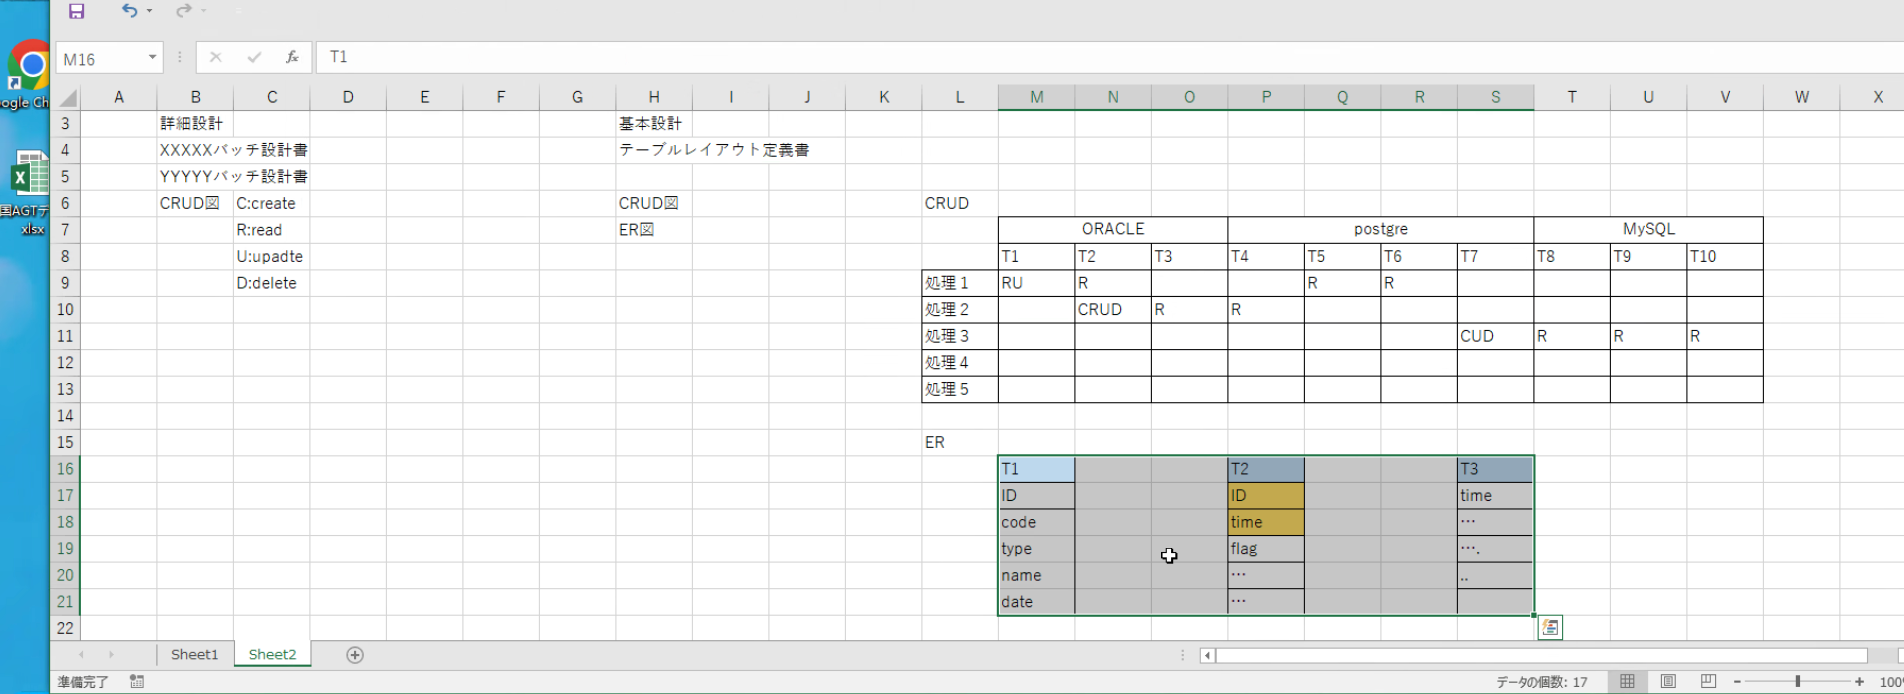 M16 fx T1
A B C D E F G H I J K L M N O P Q R S T U V W X
ogle Ch
3 詳細設計 基本設計
4 XXXXXバッチ設計書 テーブルレイアウト定義書
5 YYYYYバッチ設計書
国AGTデ
xlsx
6 CRUD図 C:create CRUD図 CRUD
7 R:read ER図 ORACLE postgre MySQL
8 U:upadte T1 T2 T3 T4 T5 T6 T7 T8 T9 T10
9 D:delete 処理１ RU R R R
10 処理２ CRUD R R
11 処理３ CUD R R R
12 処理４
13 処理５
14
15 ER
16 T1 T2 T3
17 ID ID time
18 code time …
19 type flag ….
20 name … ..
21 date …
22
Sheet1 Sheet2
準備完了 データの個数: 17 - + 100